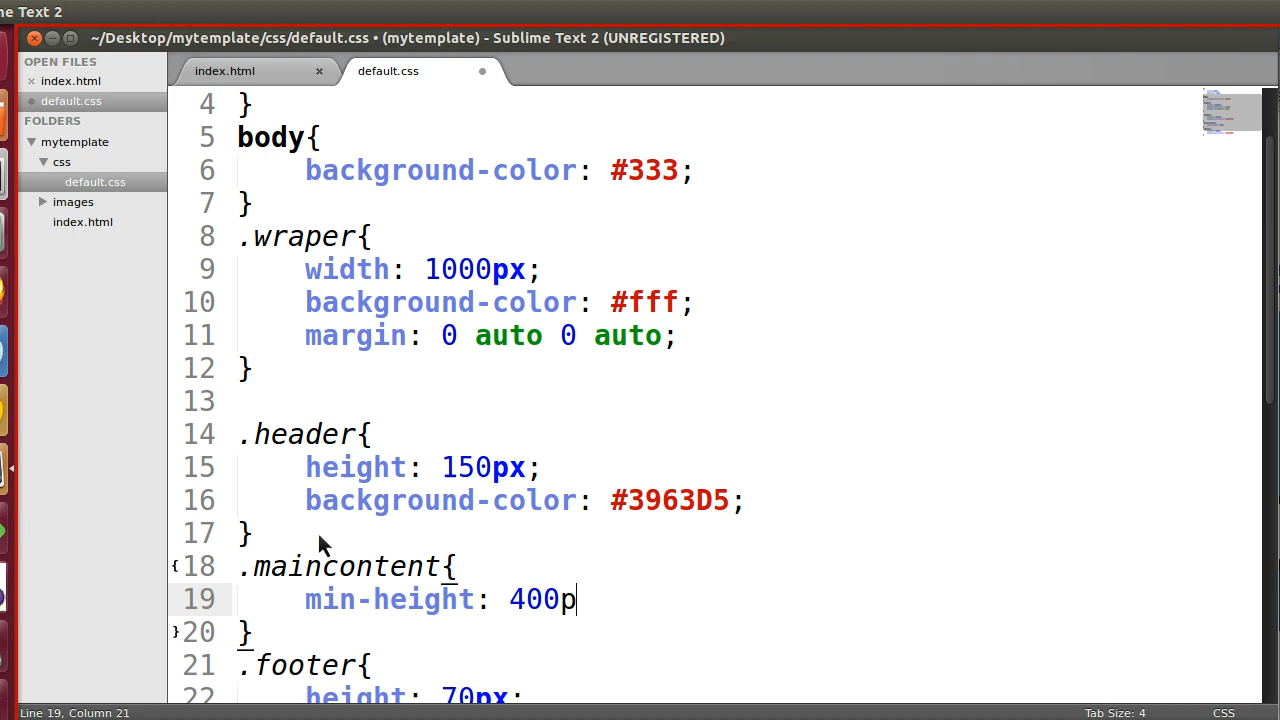 ne Text 2
~/Desktop/mytemplate/css/default.css • (mytemplate) - Sublime Text 2 (UNREGISTERED)
OPEN FILES
index.html
default.css
FOLDERS
mytemplate
css
default.css
images
index.html
index.html
default.css
4 }
5 body{
6 background-color: #333;
7 }
8 .wraper{
9 width: 1000px;
10 background-color: #fff;
11 margin: 0 auto 0 auto;
12 }
13
14 .header{
15 height: 150px;
16 background-color: #3963D5;
17 }
18 .maincontent{
19 min-height: 400p
20 }
21 .footer{
22 height: 70px;
Line 19, Column 21
Tab Size: 4
CSS